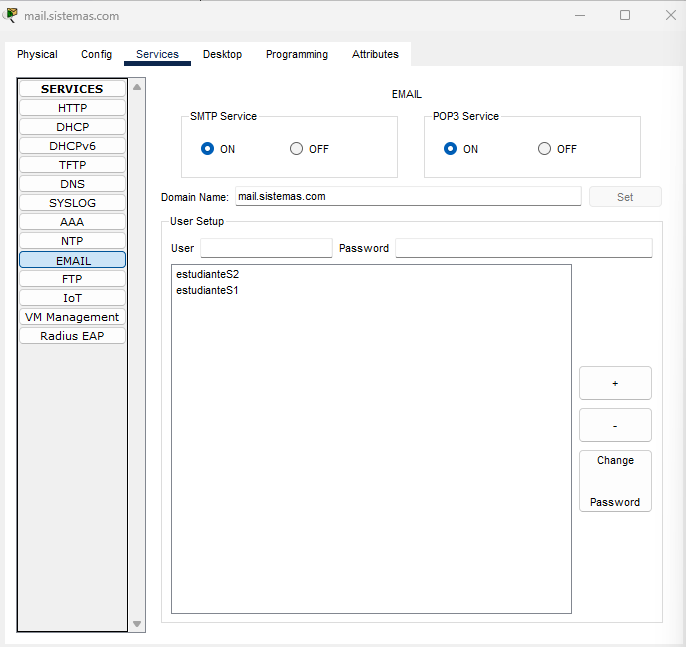 mail.sistemas.com
Physical Config Services Desktop Programming Attributes
SERVICES
HTTP
DHCP
DHCPv6
TFTP
DNS
SYSLOG
AAA
NTP
EMAIL
FTP
IoT
VM Management
Radius EAP
EMAIL
SMTP Service
ON OFF
POP3 Service
ON OFF
Domain Name: mail.sistemas.com Set
User Setup
User Password
estudianteS2
estudianteS1
+
-
Change
Password